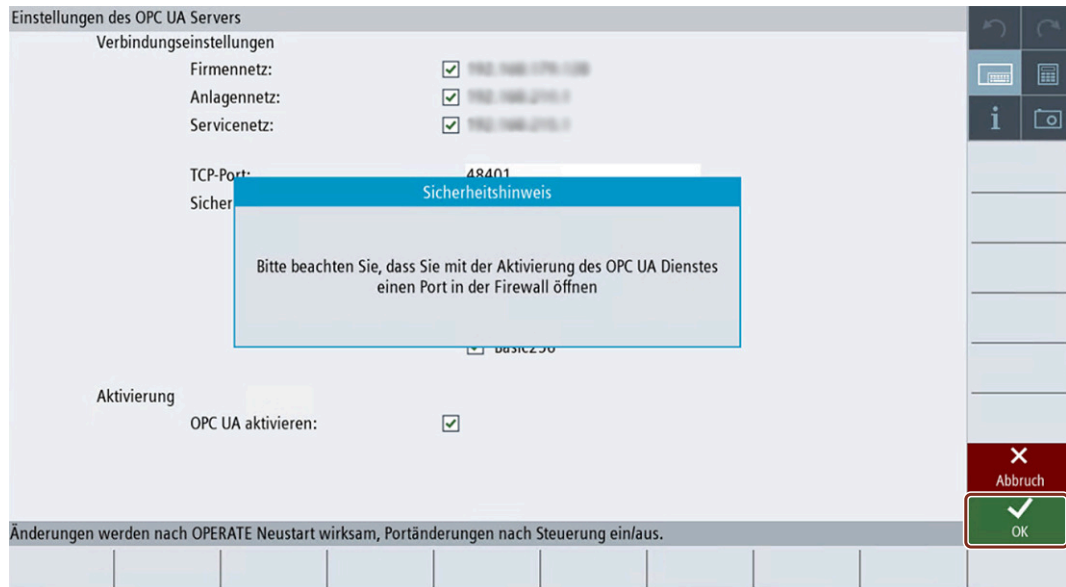 Einstellungen des OPC UA Servers
Verbindungseinstellungen
Firmennetz:
Anlagennetz:
Servicenetz:
TCP-Port: 48401
Sicher
Sicherheitshinweis
Bitte beachten Sie, dass Sie mit der Aktivierung des OPC UA Dienstes
einen Port in der Firewall öffnen
Basic256
Aktivierung
OPC UA aktivieren:
Abbruch
OK
Änderungen werden nach OPERATE Neustart wirksam, Portänderungen nach Steuerung ein/aus.